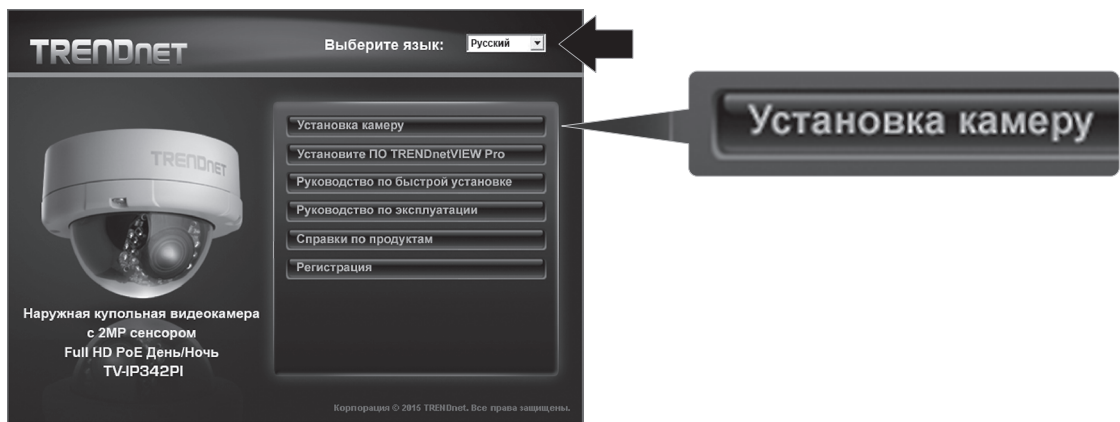 TRENDnet
Выберите язык: Русский
TRENDnet
Установка камеру
Установите ПО TRENDnetVIEW Pro
Руководство по быстрой установке
Руководство по эксплуатации
Справки по продуктам
Регистрация
Наружная купольная видеокамера
с 2MP сенсором
Full HD PoE День/Ночь
TV-IP342PI
Корпорация © 2015 TRENDnet. Все права защищены.
Установка камеру